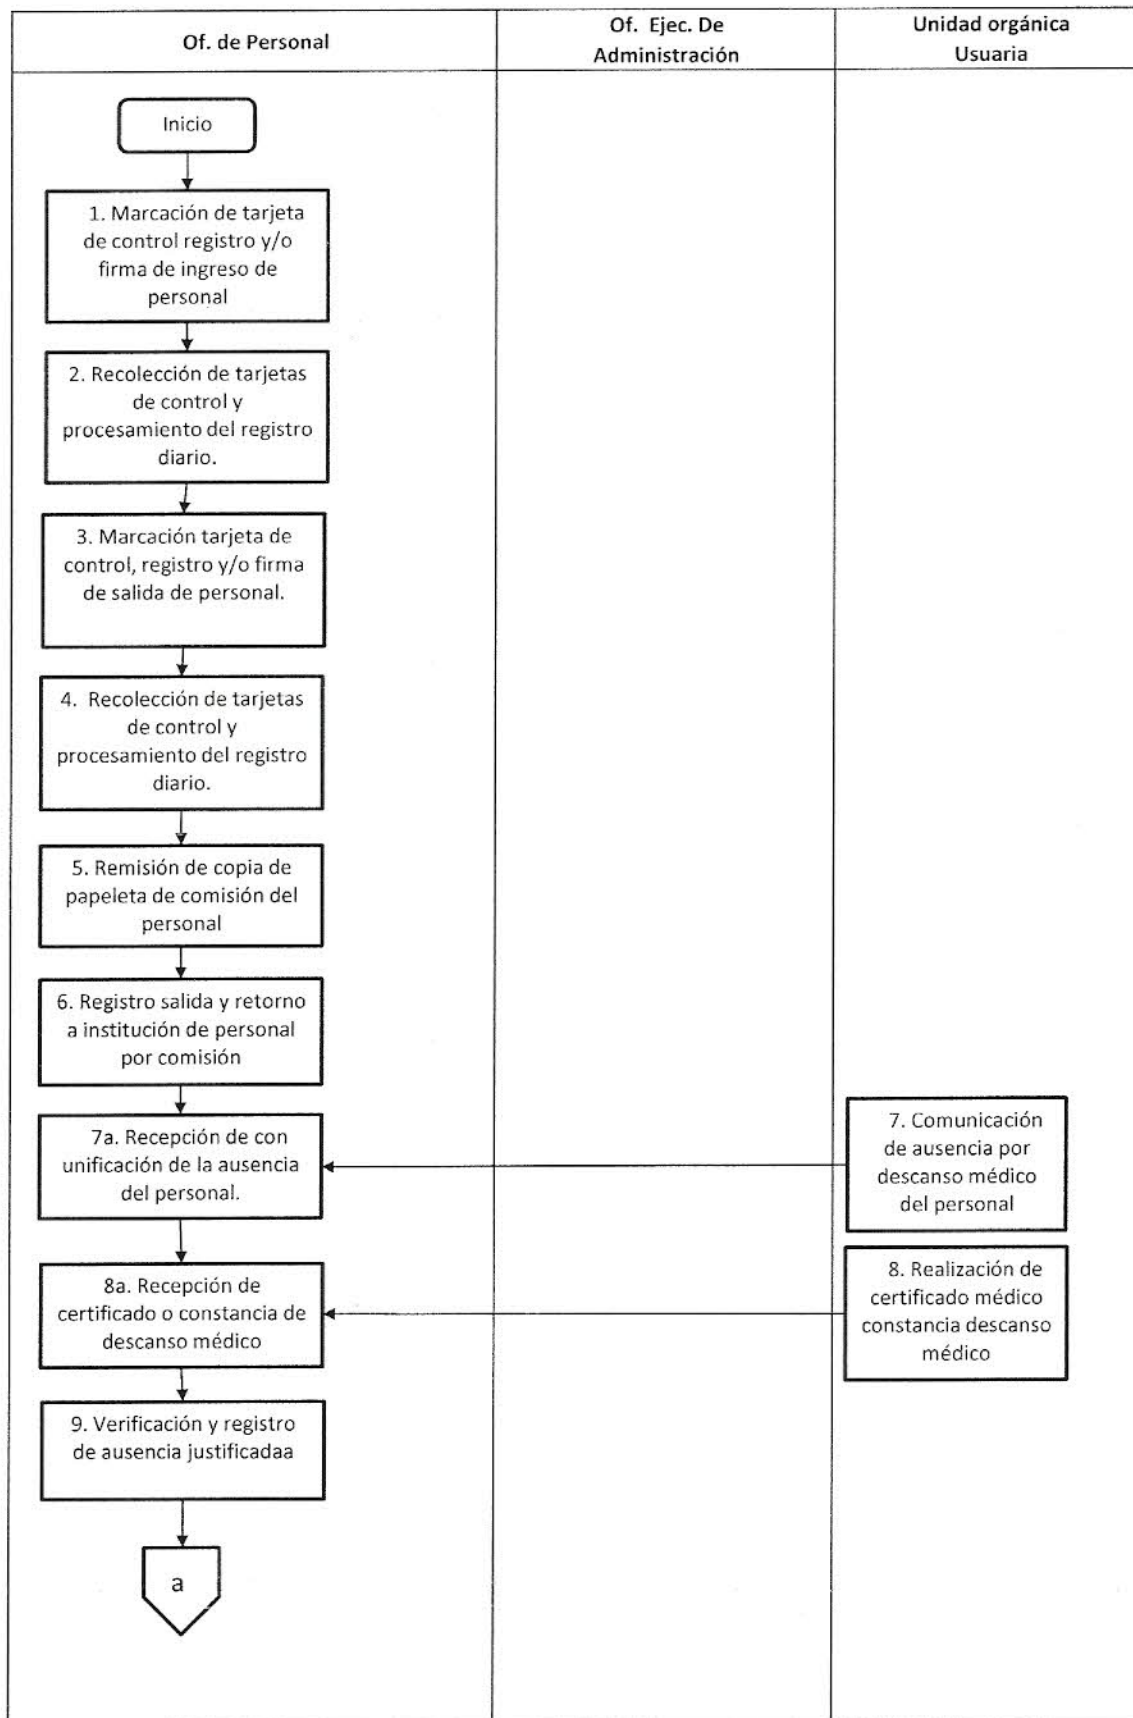 Of. de Personal
Of. Ejec. De
Administración
Unidad orgánica
Usuaria
Inicio
1. Marcación de tarjeta
de control registro y/o
firma de ingreso de
personal
2. Recolección de tarjetas
de control y
procesamiento del registro
diario.
3. Marcación tarjeta de
control, registro y/o firma
de salida de personal.
4. Recolección de tarjetas
de control y
procesamiento del registro
diario.
5. Remisión de copia de
papeleta de comisión del
personal
6. Registro salida y retorno
a institución de personal
por comisión
7a. Recepción de con
unificación de la ausencia
del personal.
7. Comunicación
de ausencia por
descanso médico
del personal
8a. Recepción de
certificado o constancia de
descanso médico
8. Realización de
certificado médico
constancia descanso
médico
9. Verificación y registro
de ausencia justificadaa
a